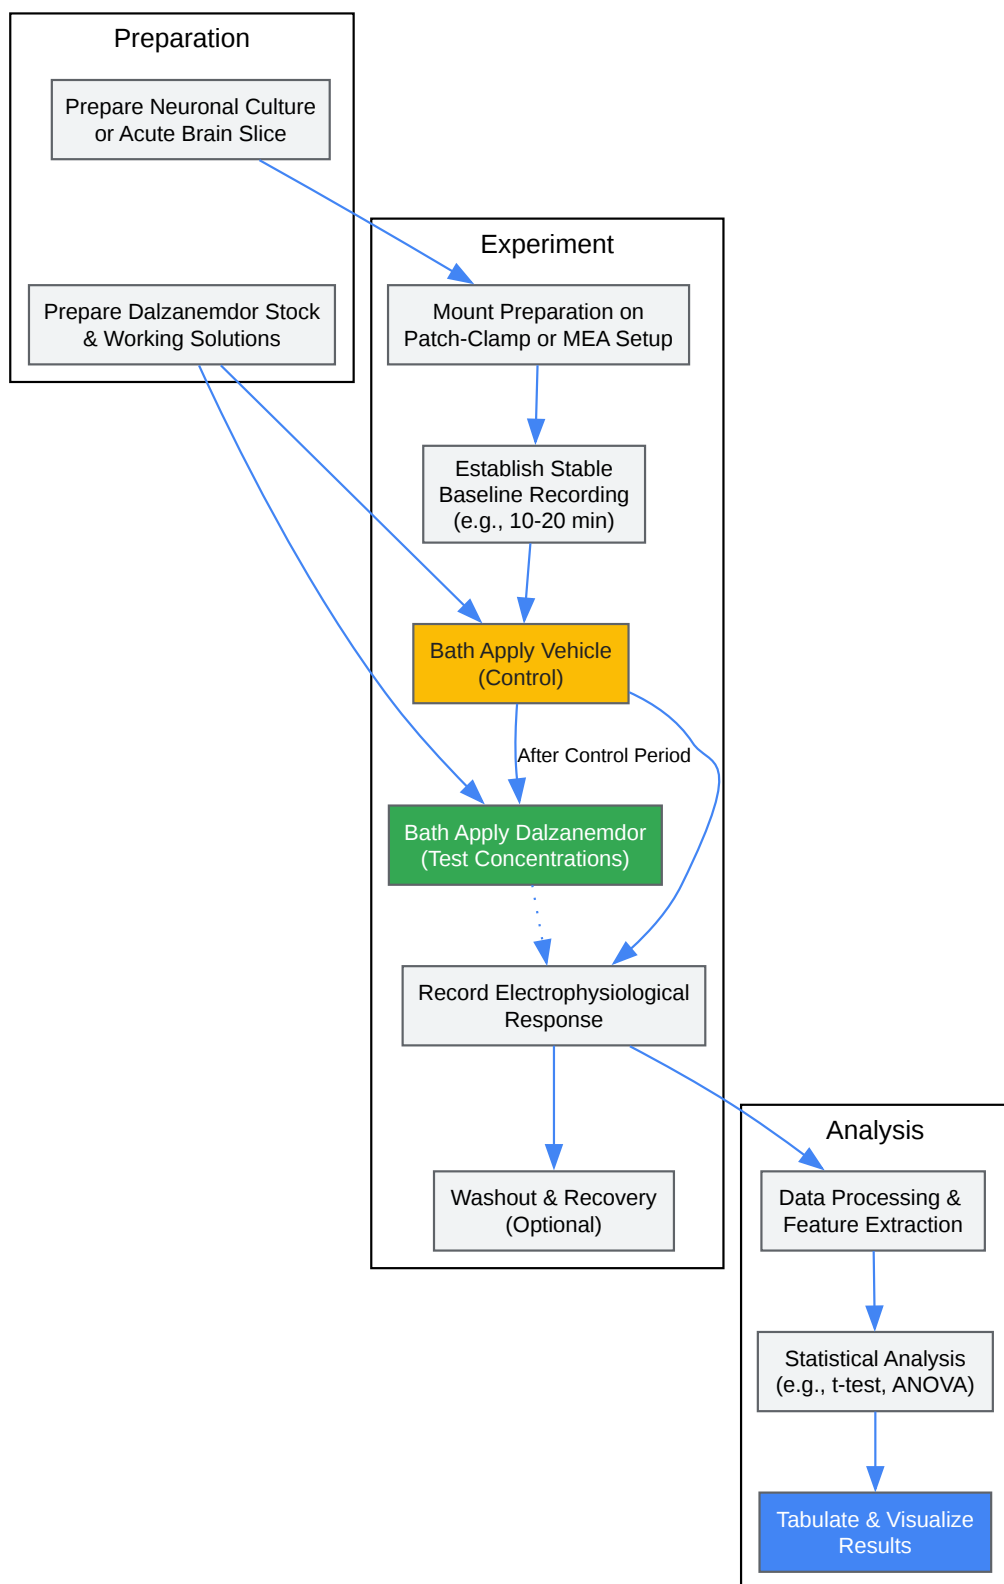 Preparation
Prepare Neuronal Culture
or Acute Brain Slice
Prepare Dalzanemdor Stock
& Working Solutions
Experiment
Mount Preparation on
Patch-Clamp or MEA Setup
Establish Stable
Baseline Recording
(e.g., 10-20 min)
Bath Apply Vehicle
(Control)
After Control Period
Bath Apply Dalzanemdor
(Test Concentrations)
Record Electrophysiological
Response
Washout & Recovery
(Optional)
Analysis
Data Processing &
Feature Extraction
Statistical Analysis
(e.g., t-test, ANOVA)
Tabulate & Visualize
Results